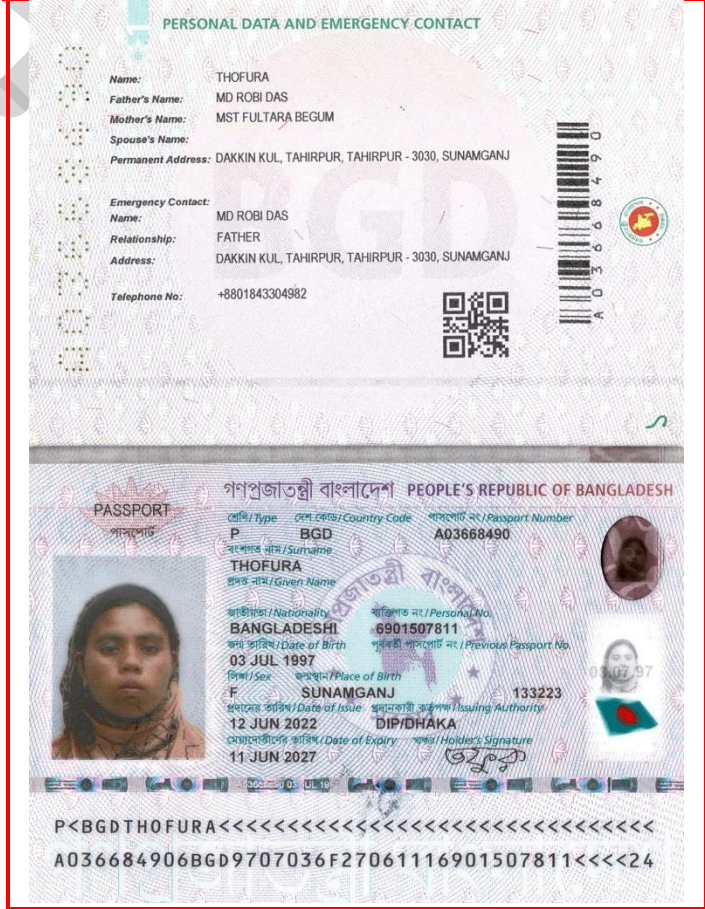 PERSONAL DATA AND EMERGENCY CONTACT
Name: THOFURA
Father's Name: MD ROBI DAS
Mother's Name: MST FULTARA BEGUM
Spouse's Name:
Permanent Address: DAKKIN KUL, TAHIRPUR, TAHIRPUR - 3030, SUNAMGANJ
Emergency Contact:
Name: MD ROBI DAS
Relationship: FATHER
Address: DAKKIN KUL, TAHIRPUR, TAHIRPUR - 3030, SUNAMGANJ
Telephone No: +8801843304982
BGD
A03668490
গণপ্রজাতন্ত্রী বাংলাদেশ PEOPLE'S REPUBLIC OF BANGLADESH
PASSPORT
পাসপোর্ট
শ্রেণি/Type দেশ কোড/Country Code পাসপোর্ট নং/Passport Number
P BGD A03668490
বংশগত নাম/Surname
THOFURA
প্রদত্ত নাম/Given Name
জাতীয়তা/Nationality ব্যক্তিগত নং/Personal No.
BANGLADESHI 6901507811
জন্ম তারিখ/Date of Birth পূর্ববর্তী পাসপোর্ট নং/Previous Passport No.
03 JUL 1997
লিঙ্গ/Sex জন্মস্থান/Place of Birth
F SUNAMGANJ 133223
03.07.97
প্রদানের তারিখ/Date of Issue প্রদানকারী কর্তৃপক্ষ/Issuing Authority
12 JUN 2022 DIP/DHAKA
মেয়াদোত্তীর্ণের তারিখ/Date of Expiry স্বাক্ষর/Holder's Signature
11 JUN 2027
P<BGDTHOFURA<<<<<<<<<<<<<<<<<<<<<<<<<<<<<<<<
A036684906BGD9707036F27061116901507811<<<<24